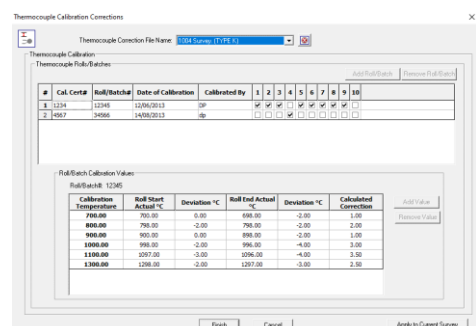 Thermocouple Calibration Corrections
Thermocouple Correction File Name: 1004 Survey (TYPE K)
Thermocouple Calibration
Thermocouple Rolls/Batches
Add Roll/Batch Remove Roll/Batch
# Cal. Cert# Roll/Batch# Date of Calibration Calibrated By 1 2 3 4 5 6 7 8 9 10
1 1234 12345 12/06/2013 DP
2 4567 34566 14/08/2013 dp
Roll/Batch Calibration Values
Roll/Batch#: 12345
Calibration Temperature Roll Start Actual °C Deviation °C Roll End Actual °C Deviation °C Calculated Correction
700.00 700.00 0.00 698.00 -2.00 1.00
800.00 798.00 -2.00 798.00 -2.00 2.00
900.00 900.00 0.00 898.00 -2.00 1.00
1000.00 998.00 -2.00 996.00 -4.00 3.00
1100.00 1097.00 -3.00 1096.00 -4.00 3.50
1300.00 1298.00 -2.00 1297.00 -3.00 2.50
Add Value
Remove Value
Finish Cancel Apply to Current Survey